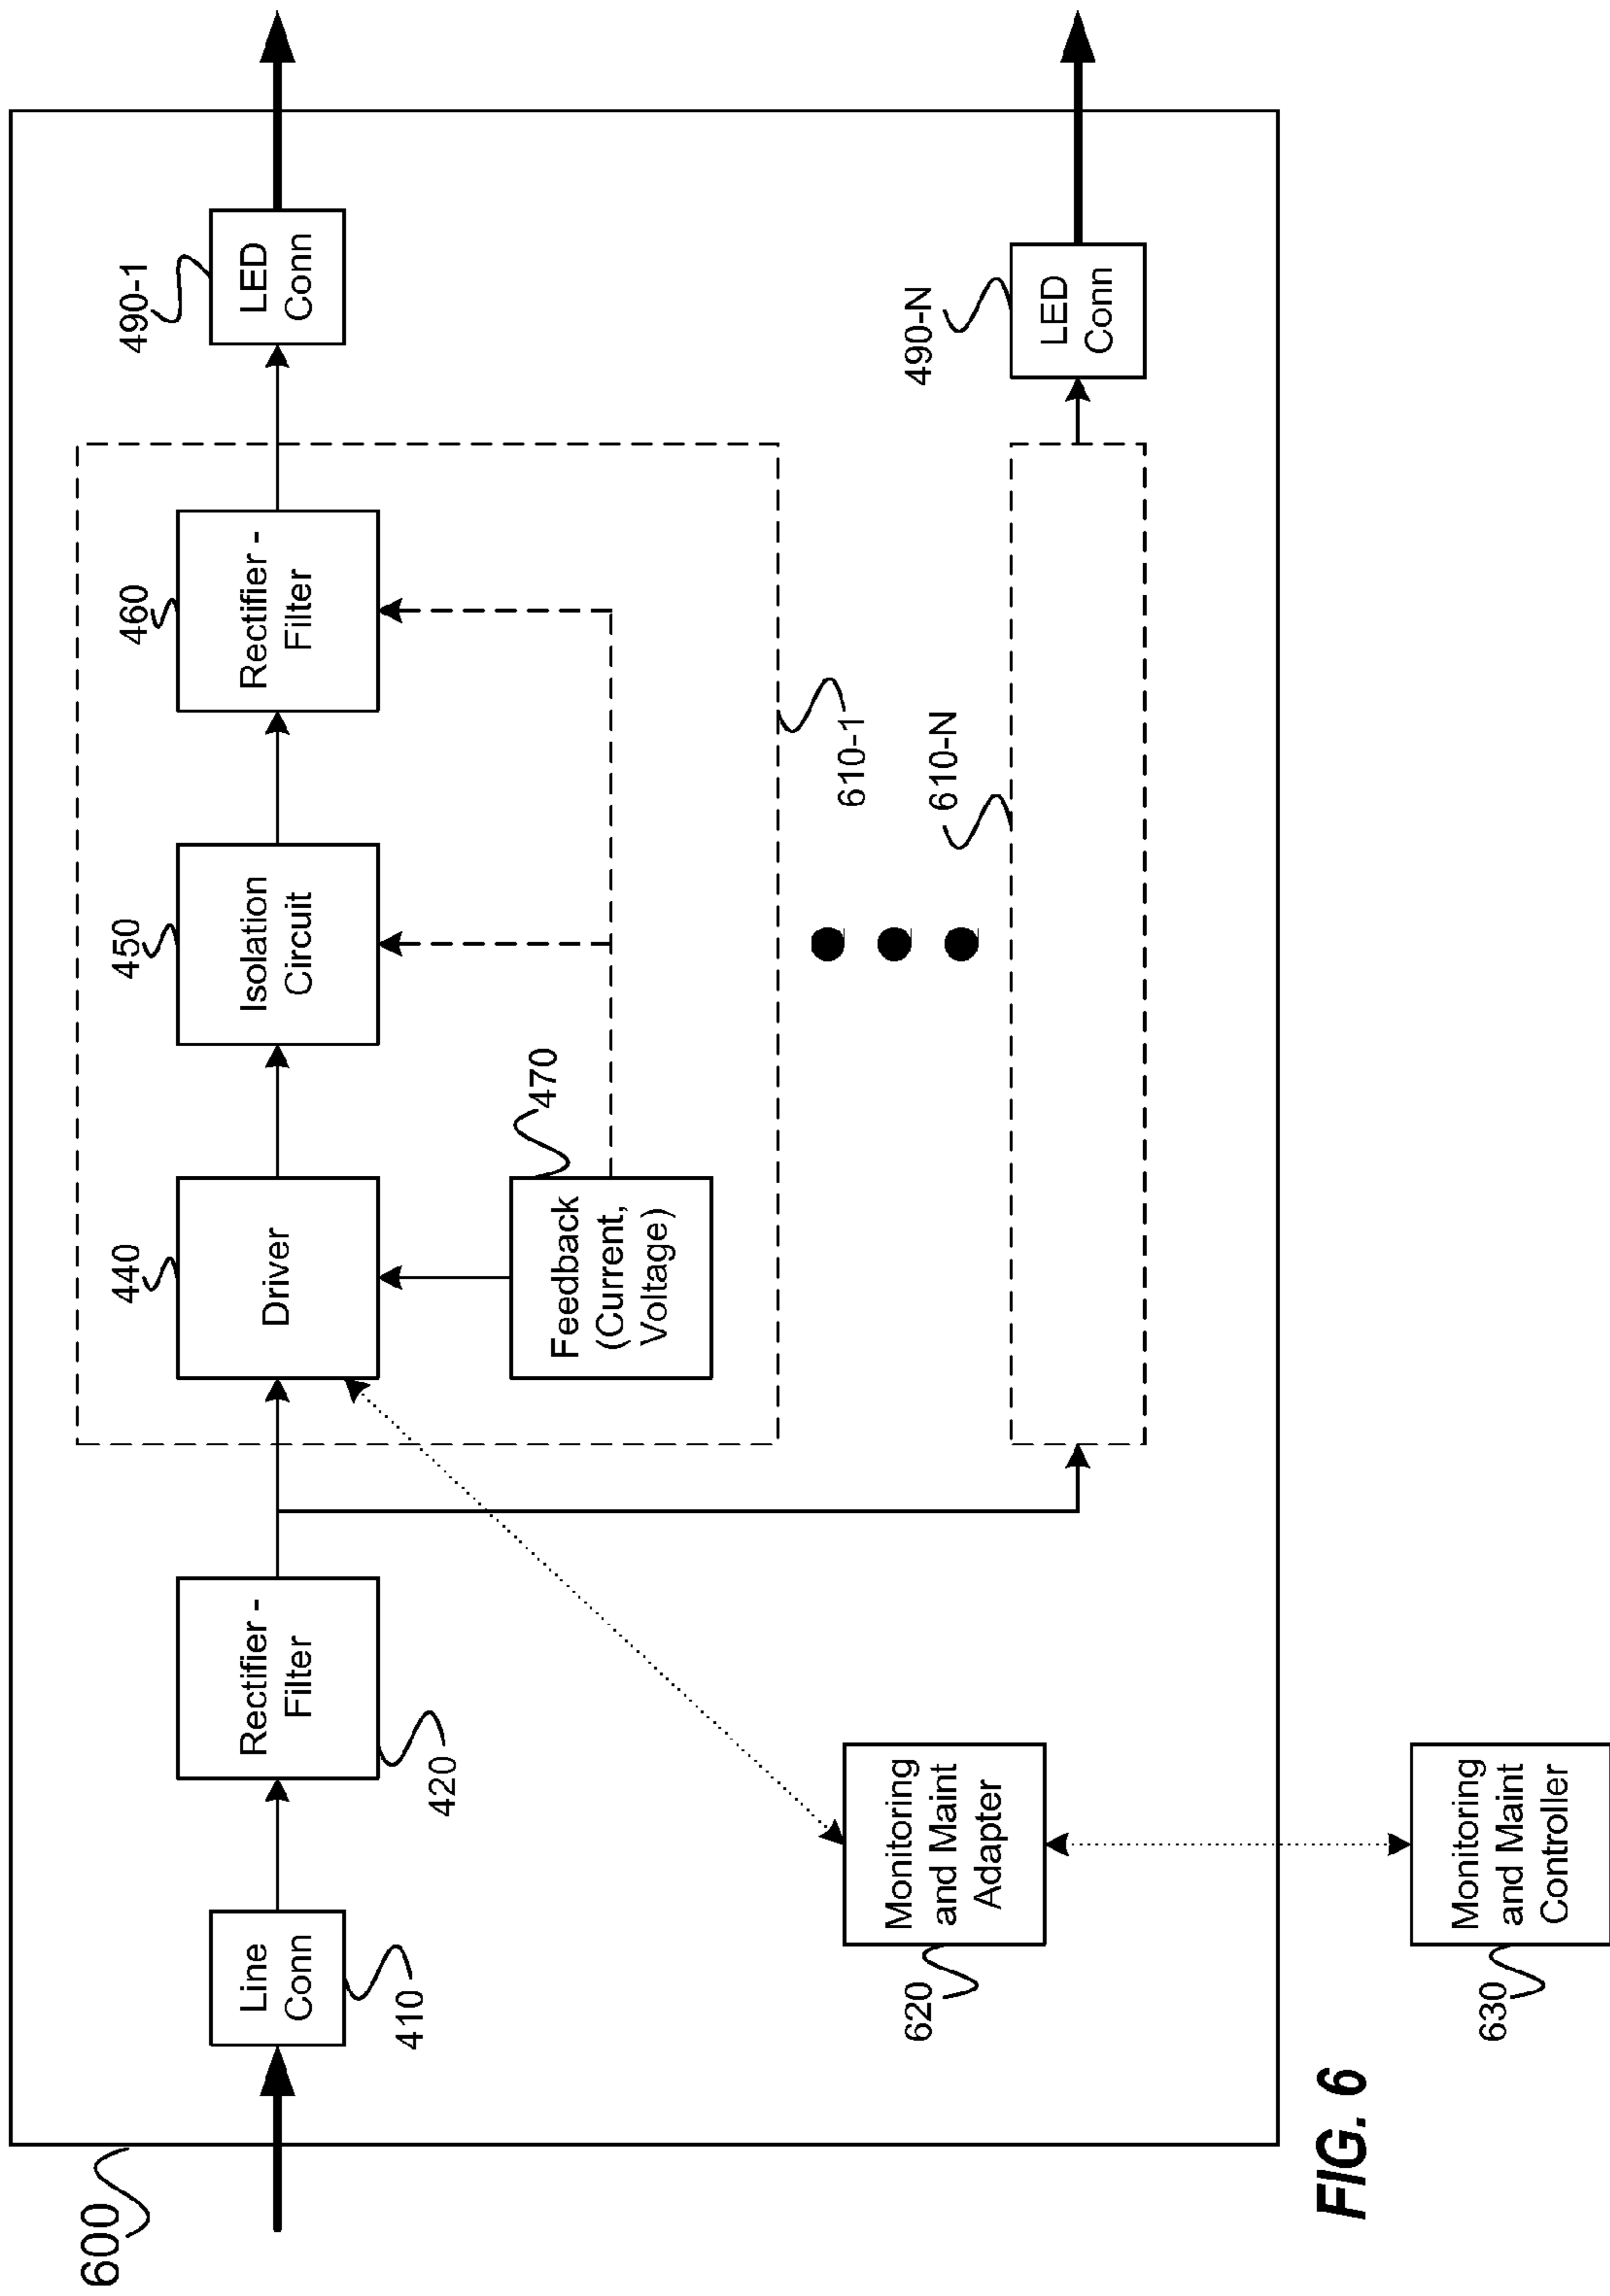 600
Line
Conn
410
Rectifier -
Filter
420
440
Driver
450
Isolation
Circuit
460
Rectifier -
Filter
490-1
LED
Conn
Feedback
(Current,
Voltage)
470
610-1
610-N
490-N
LED
Conn
Monitoring
and Maint
Adapter
620
Monitoring
and Maint
Controller
630
FIG. 6